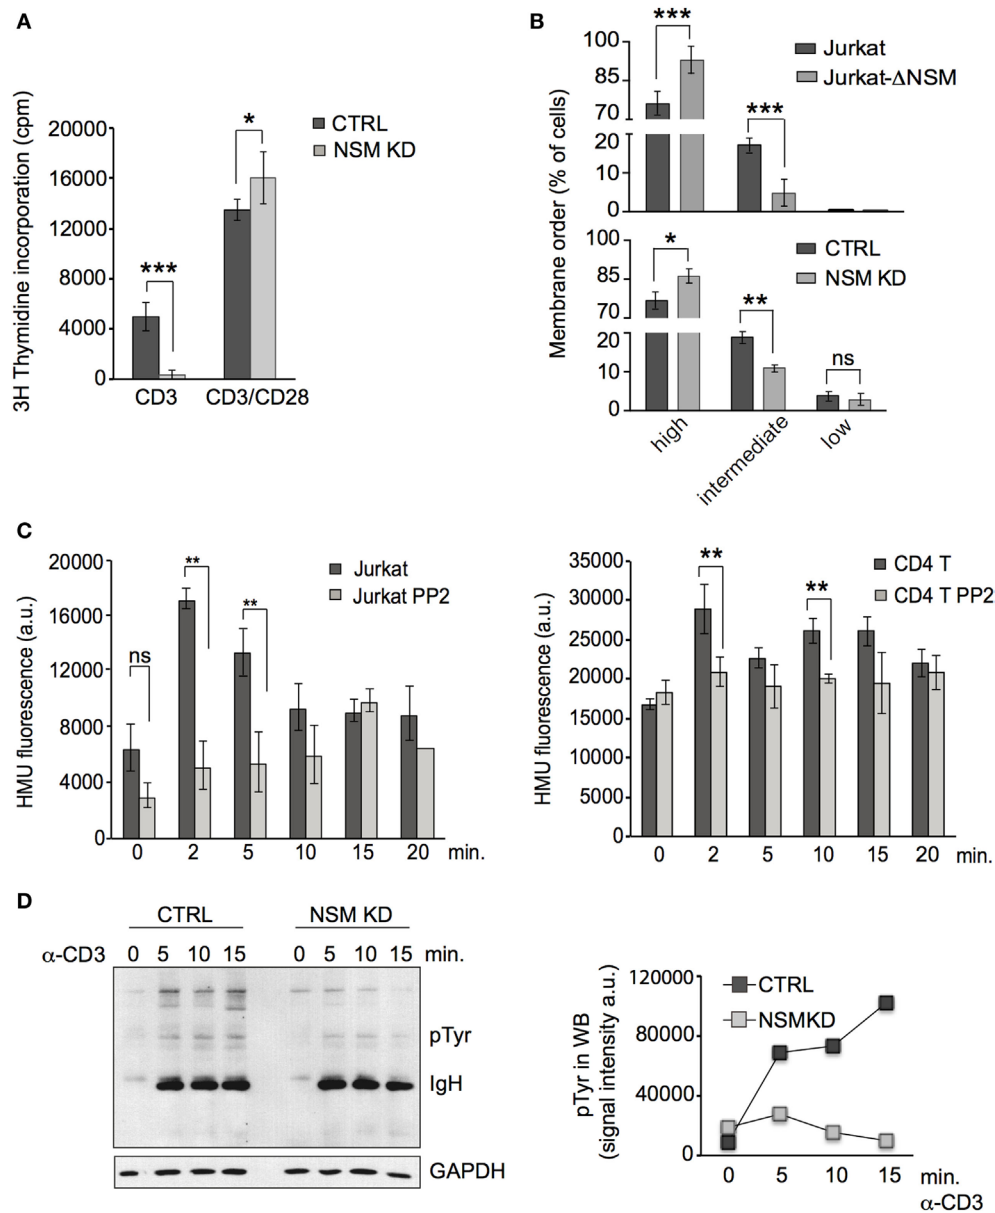 A
3H Thymidine incorporation (cpm)
20000
16000
12000
8000
4000
0
CTRL
NSM KD
***
*
CD3
CD3/CD28
B
Membrane order (% of cells)
100
85
70
20
10
0
***
***
Jurkat
Jurkat-ΔNSM
100
85
70
20
10
0
*
**
ns
CTRL
NSM KD
high
intermediate
low
C
HMU fluorescence (a.u.)
20000
16000
12000
8000
4000
0
ns
**
**
Jurkat
Jurkat PP2
0 2 5 10 15 20 min.
HMU fluorescence (a.u.)
35000
30000
25000
20000
15000
10000
5000
0
**
**
CD4 T
CD4 T PP2
0 2 5 10 15 20 min.
D
CTRL NSM KD
α-CD3 0 5 10 15 0 5 10 15 min.
pTyr
IgH
GAPDH
pTyr in WB
(signal intensity a.u.)
120000
80000
40000
0
CTRL
NSMKD
0 5 10 15 min.
α-CD3